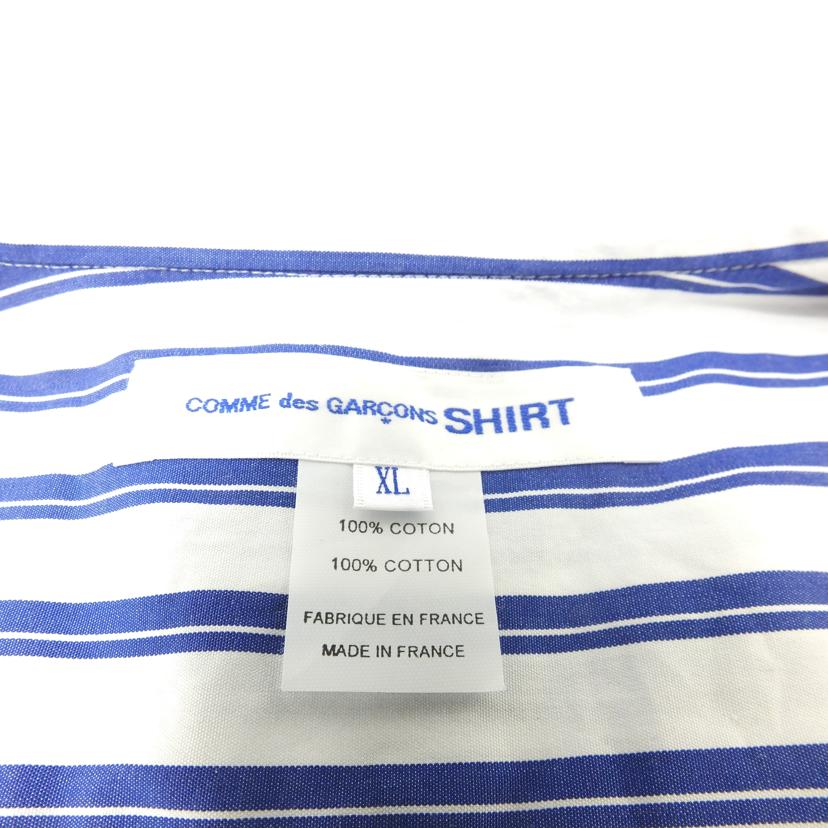 COMME des GARÇONS SHIRT
XL
100% COTON
100% COTTON
FABRIQUE EN FRANCE
MADE IN FRANCE